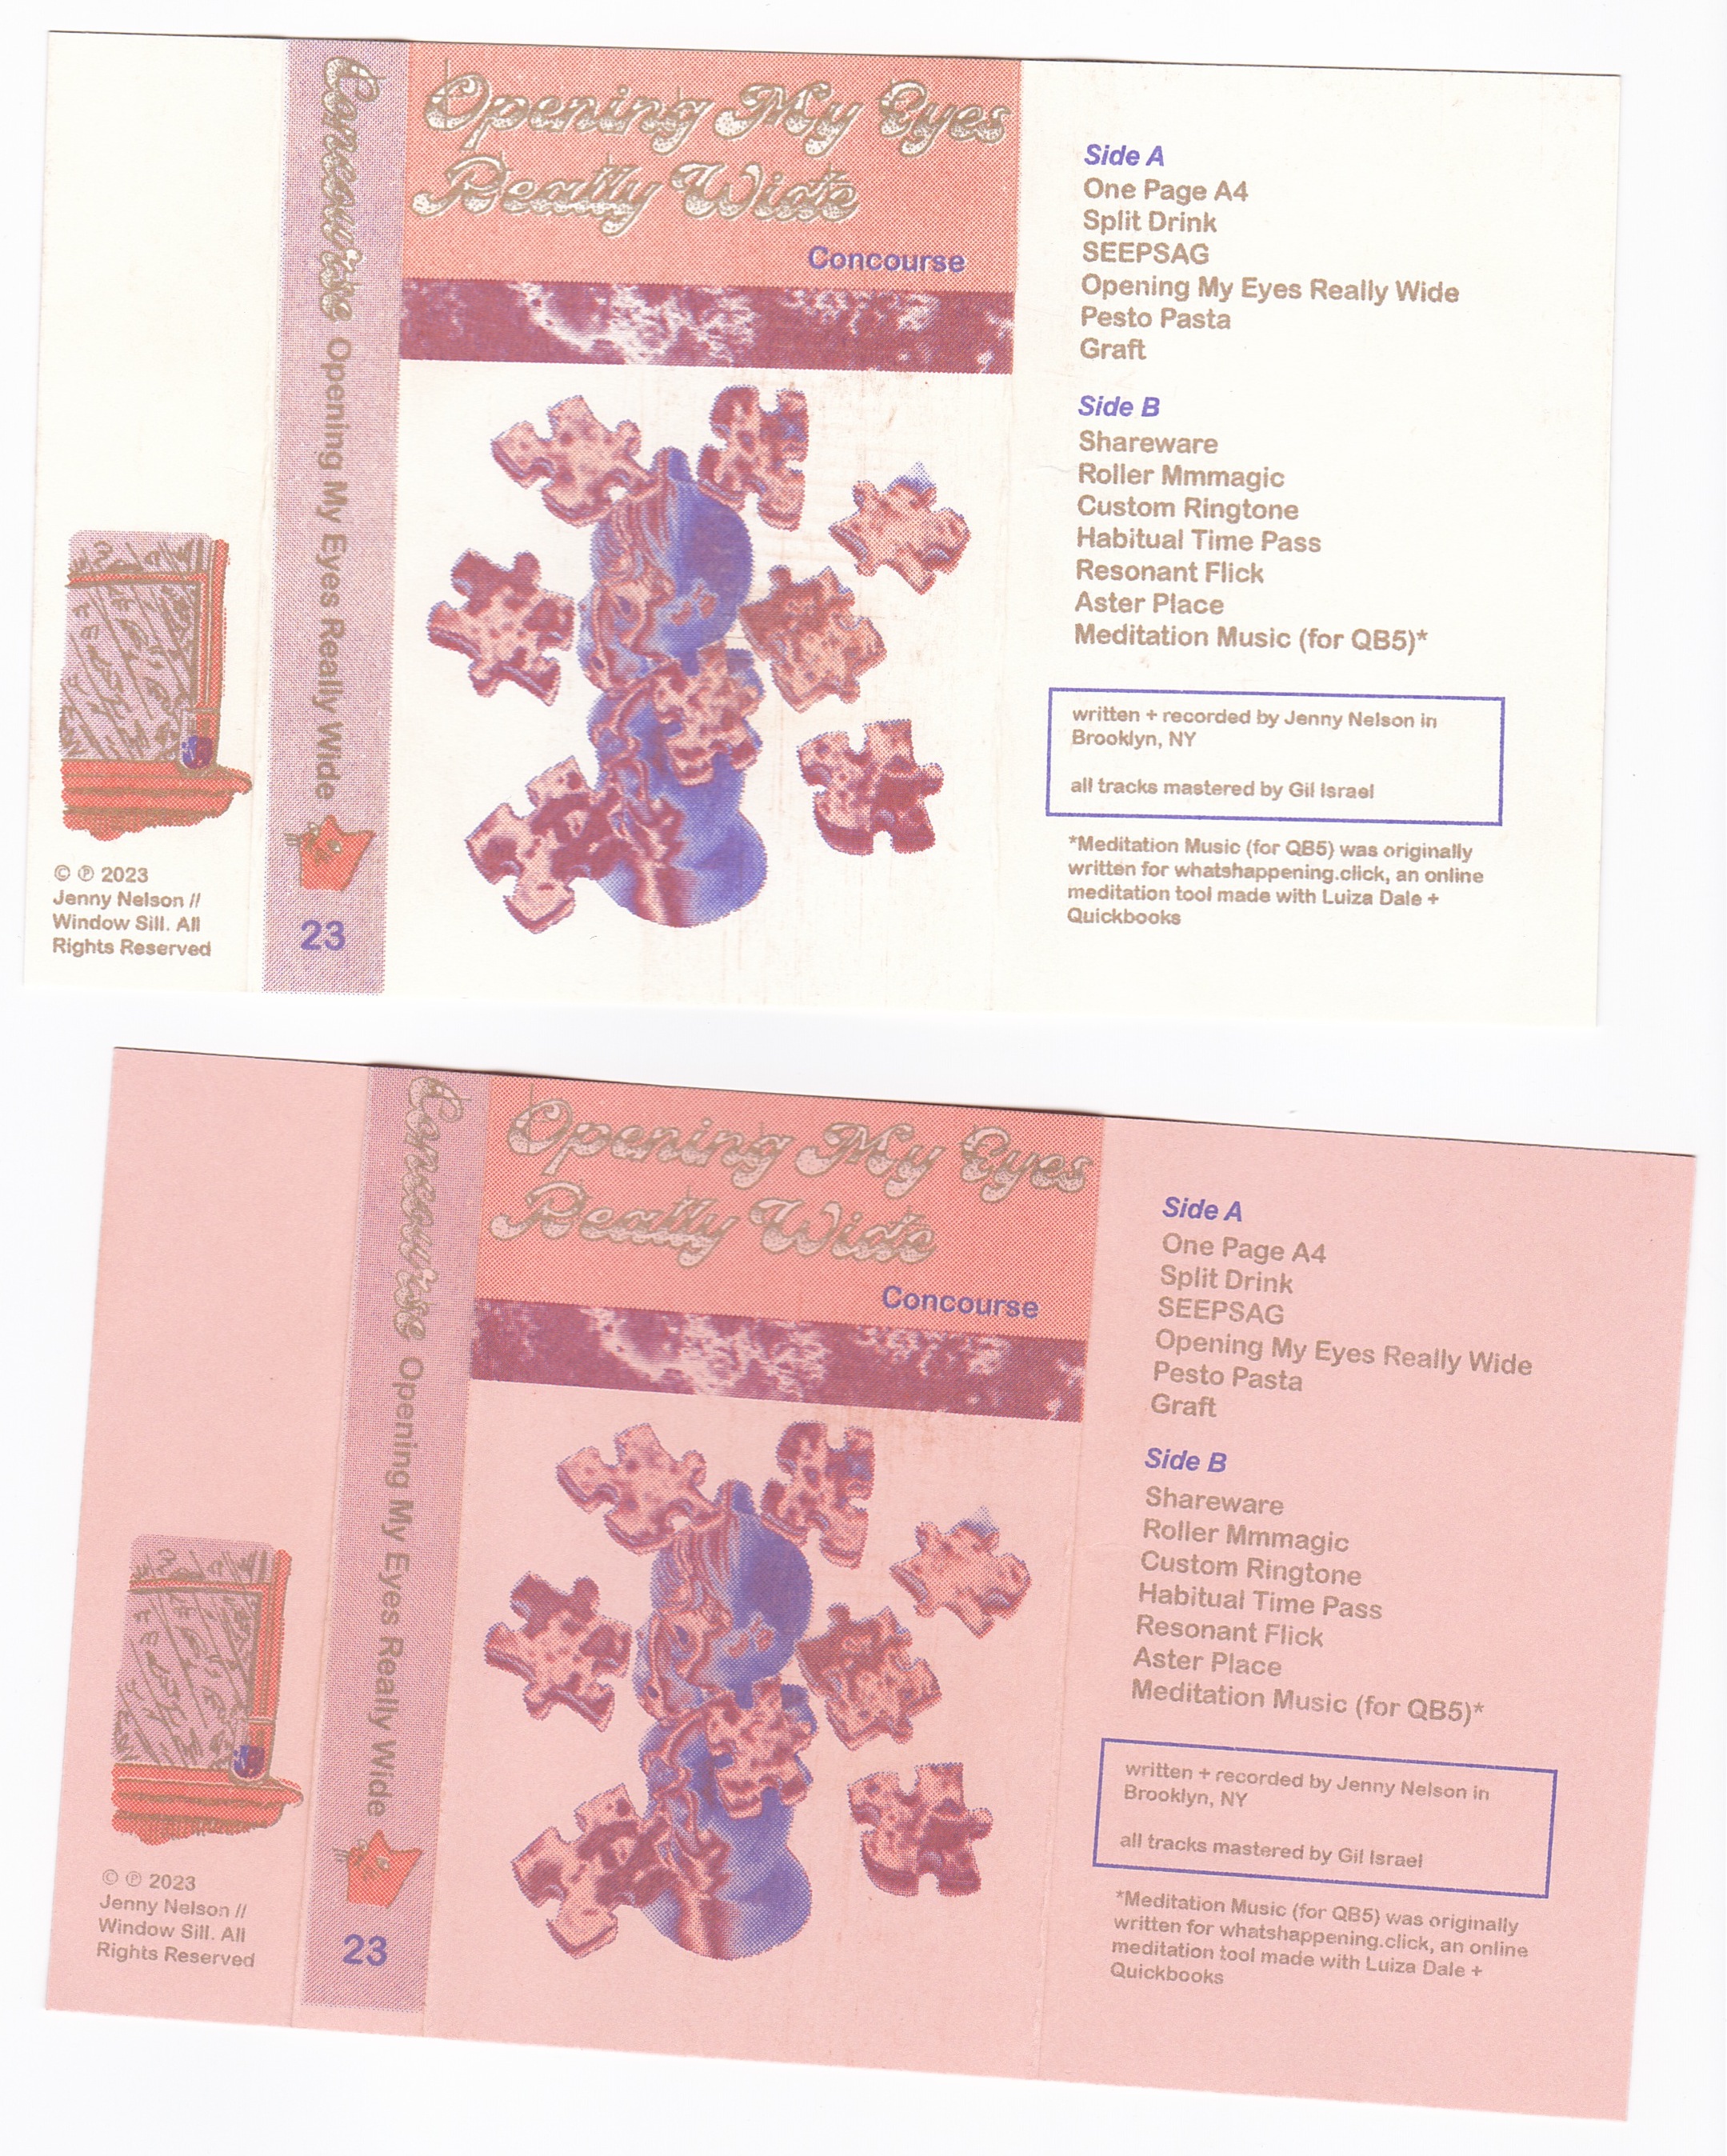 Concourse Opening My Eyes Really Wide
23
© ℗ 2023
Jenny Nelson //
Window Sill. All
Rights Reserved
Opening My Eyes
Really Wide
Concourse
Side A
One Page A4
Split Drink
SEEPSAG
Opening My Eyes Really Wide
Pesto Pasta
Graft
Side B
Shareware
Roller Mmmagic
Custom Ringtone
Habitual Time Pass
Resonant Flick
Aster Place
Meditation Music (for QB5)*
written + recorded by Jenny Nelson in
Brooklyn, NY
all tracks mastered by Gil Israel
*Meditation Music (for QB5) was originally
written for whatshappening.click, an online
meditation tool made with Luiza Dale +
Quickbooks
Concourse Opening My Eyes Really Wide
23
© ℗ 2023
Jenny Nelson //
Window Sill. All
Rights Reserved
Opening My Eyes
Really Wide
Concourse
Side A
One Page A4
Split Drink
SEEPSAG
Opening My Eyes Really Wide
Pesto Pasta
Graft
Side B
Shareware
Roller Mmmagic
Custom Ringtone
Habitual Time Pass
Resonant Flick
Aster Place
Meditation Music (for QB5)*
written + recorded by Jenny Nelson in
Brooklyn, NY
all tracks mastered by Gil Israel
*Meditation Music (for QB5) was originally
written for whatshappening.click, an online
meditation tool made with Luiza Dale +
Quickbooks